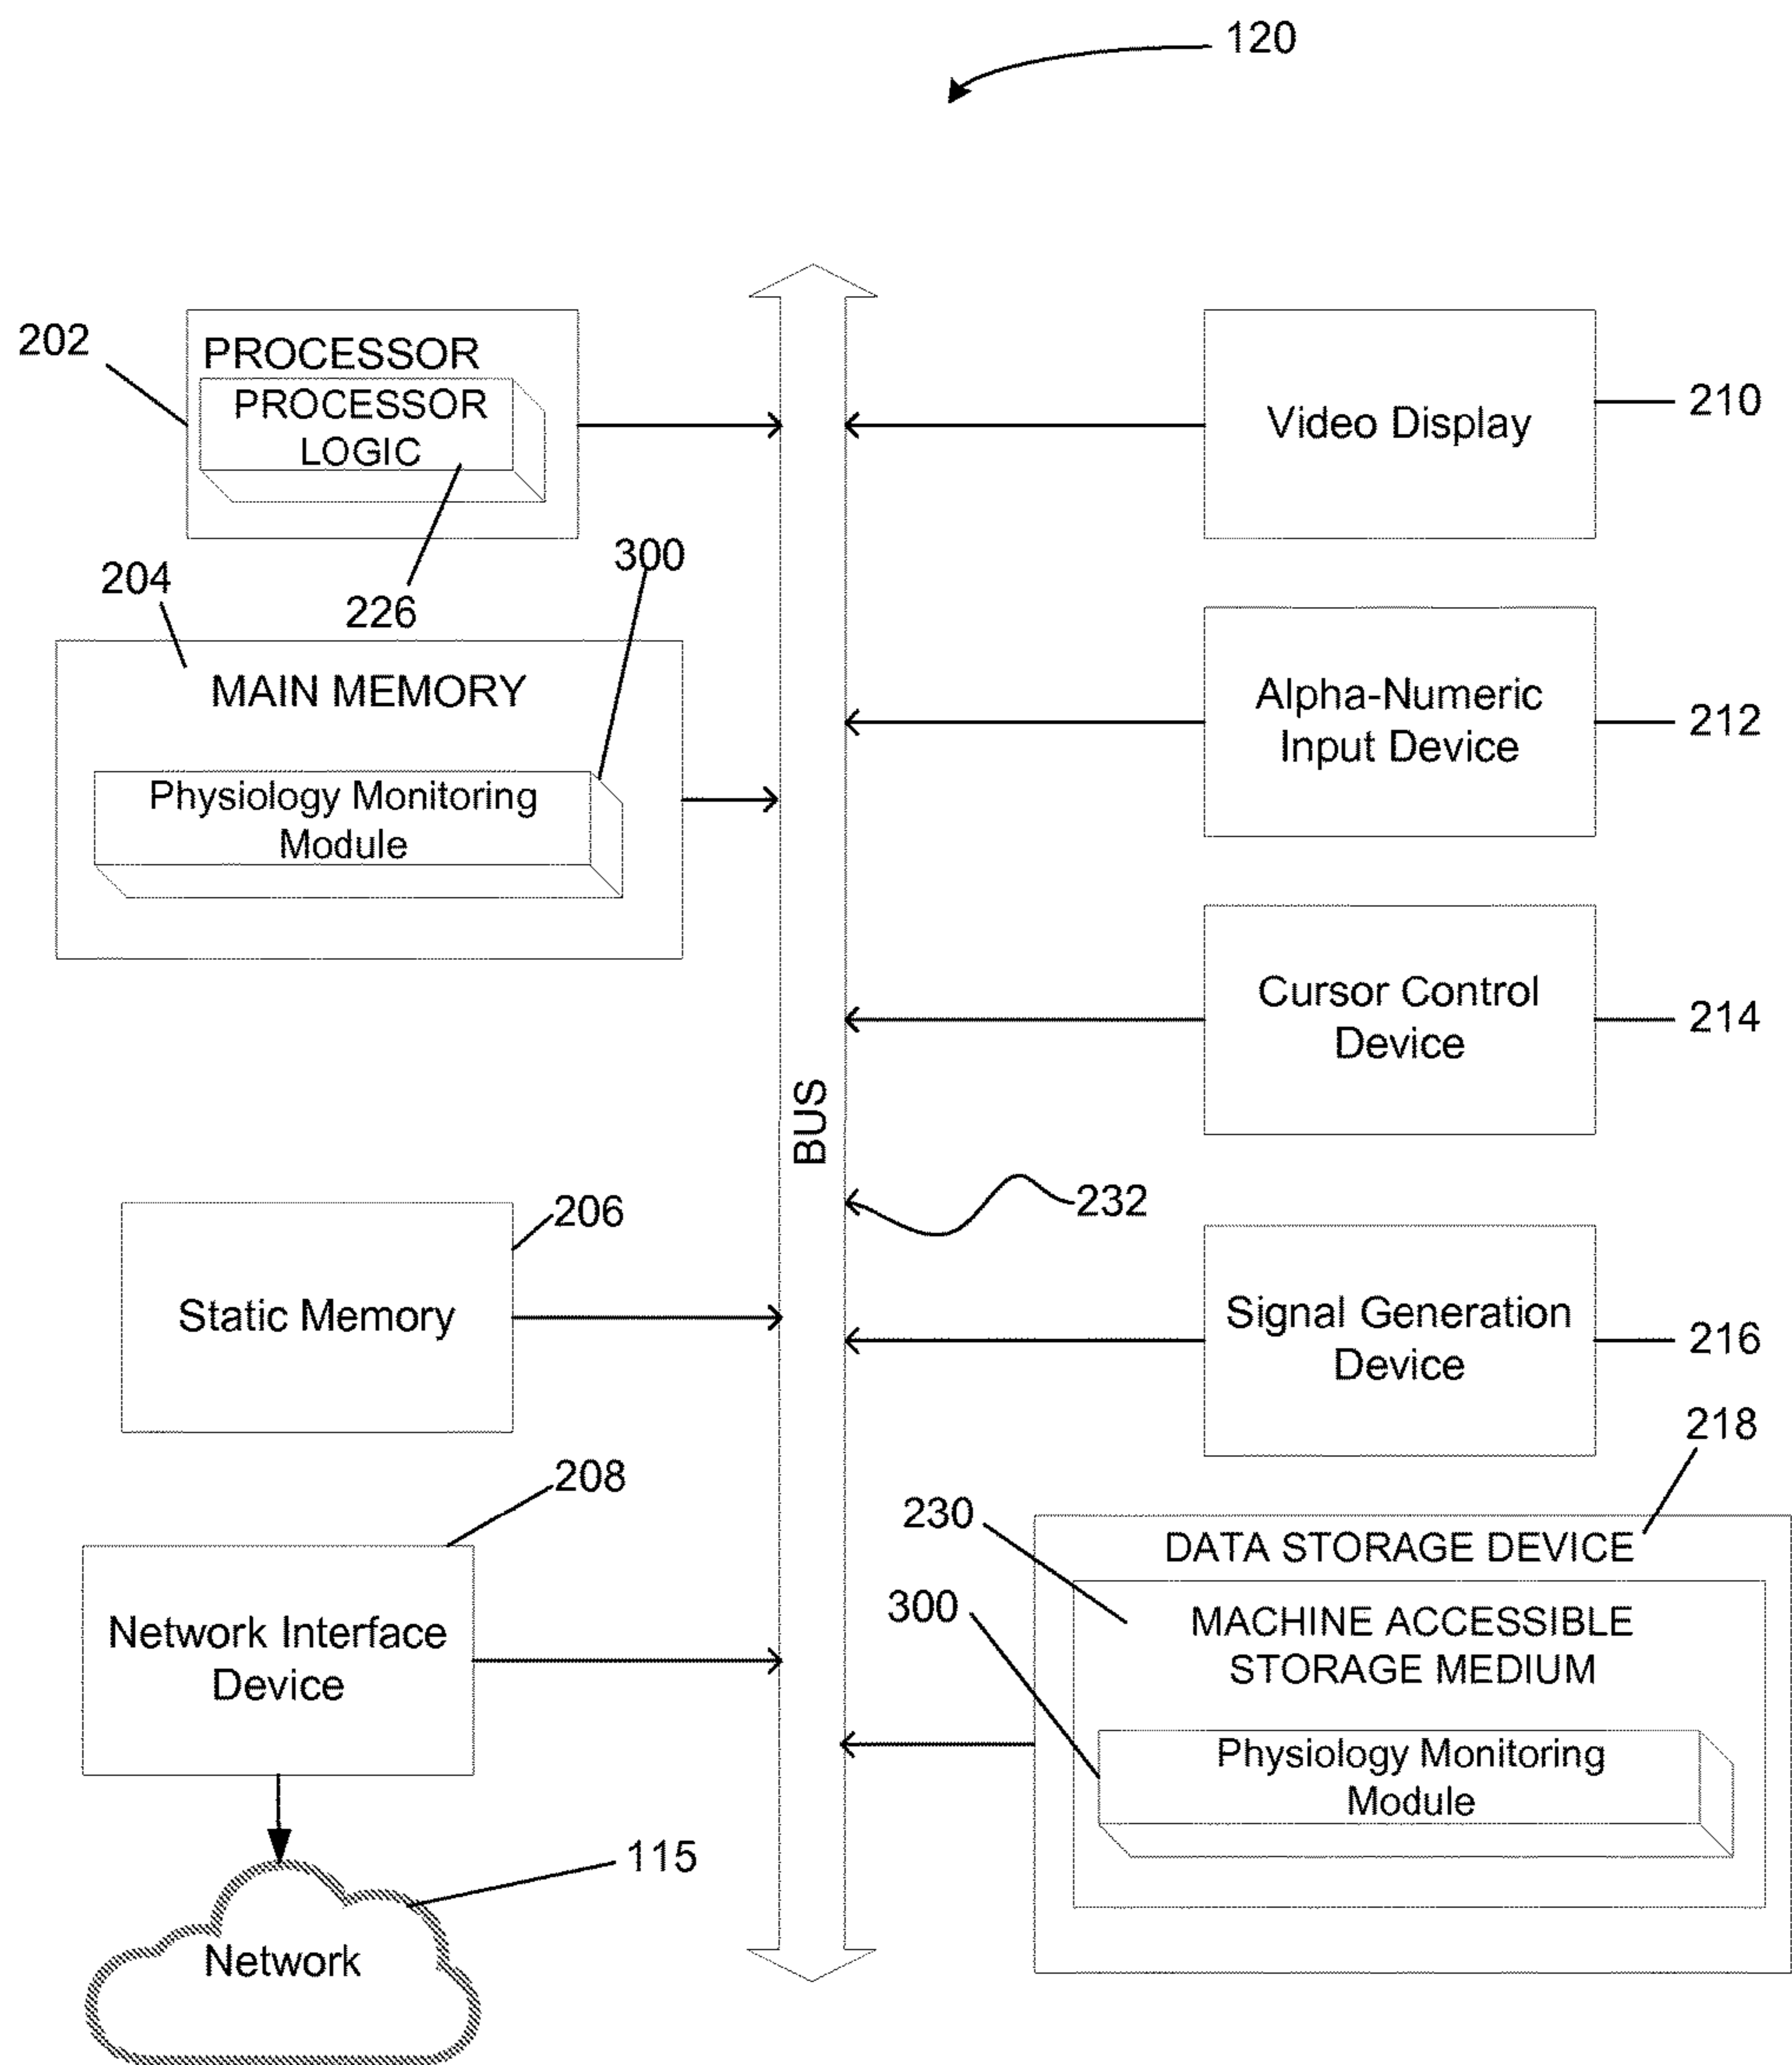 120
202
PROCESSOR
PROCESSOR
LOGIC
226
210
Video Display
204
300
MAIN MEMORY
Physiology Monitoring
Module
Alpha-Numeric
Input Device
212
Cursor Control
Device
214
BUS
232
206
Static Memory
Signal Generation
Device
216
208
Network Interface
Device
218
230
DATA STORAGE DEVICE
300
MACHINE ACCESSIBLE
STORAGE MEDIUM
Physiology Monitoring
Module
115
Network